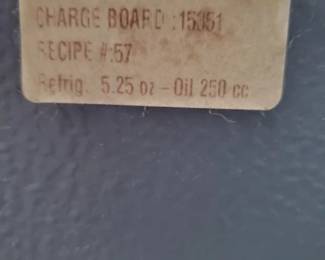 CHARGE BOARD :15351
RECIPE #:57
Refrig. 5.25 oz - Oil 250 cc